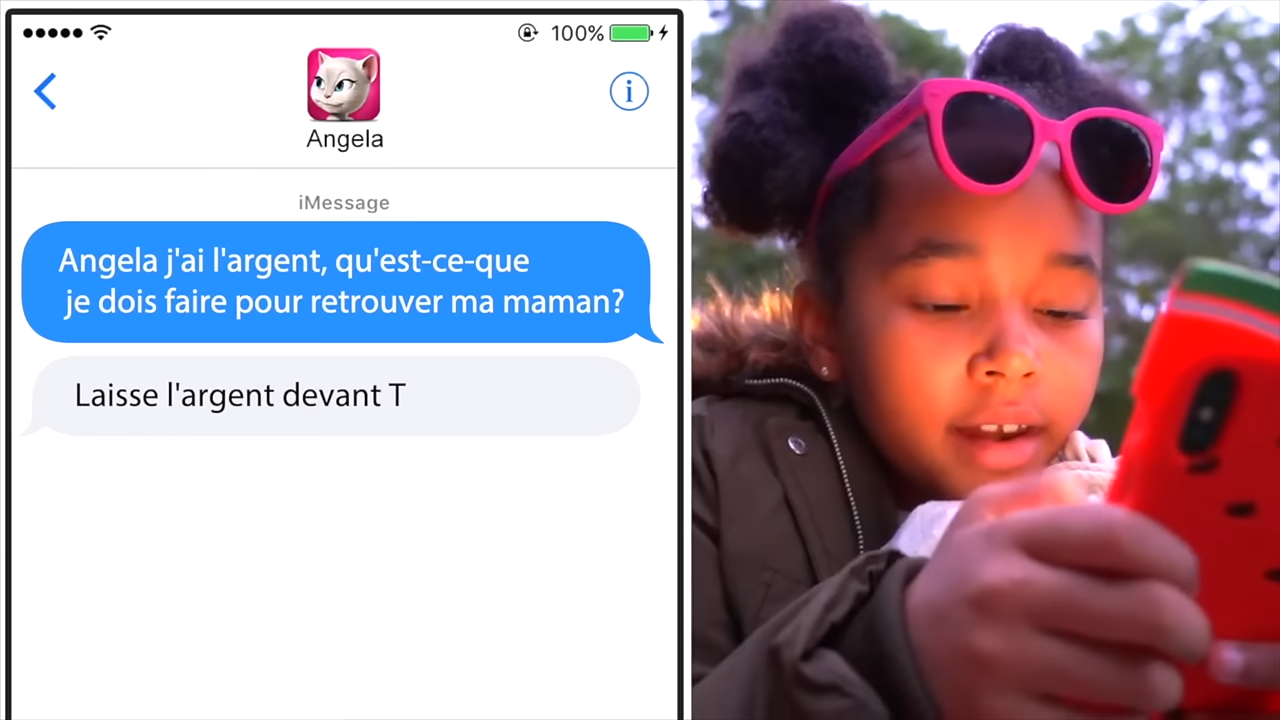 100%
Angela
iMessage
Angela j'ai l'argent, qu'est-ce-que
je dois faire pour retrouver ma maman?
Laisse l'argent devant T